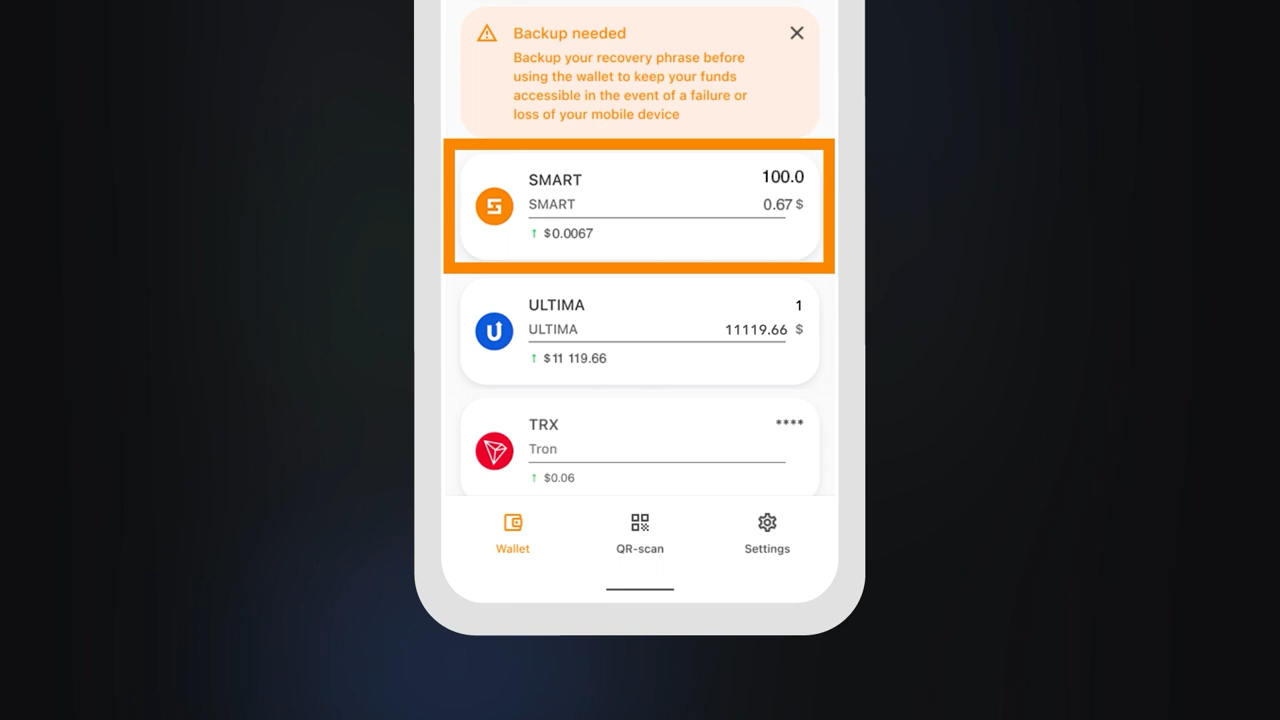 Backup needed
Backup your recovery phrase before
using the wallet to keep your funds
accessible in the event of a failure or
loss of your mobile device
SMART 100.0
SMART 0.67 $
↑ $0.0067
ULTIMA 1
ULTIMA 11119.66 $
↑ $11 119.66
TRX ****
Tron
↑ $0.06
Wallet QR-scan Settings